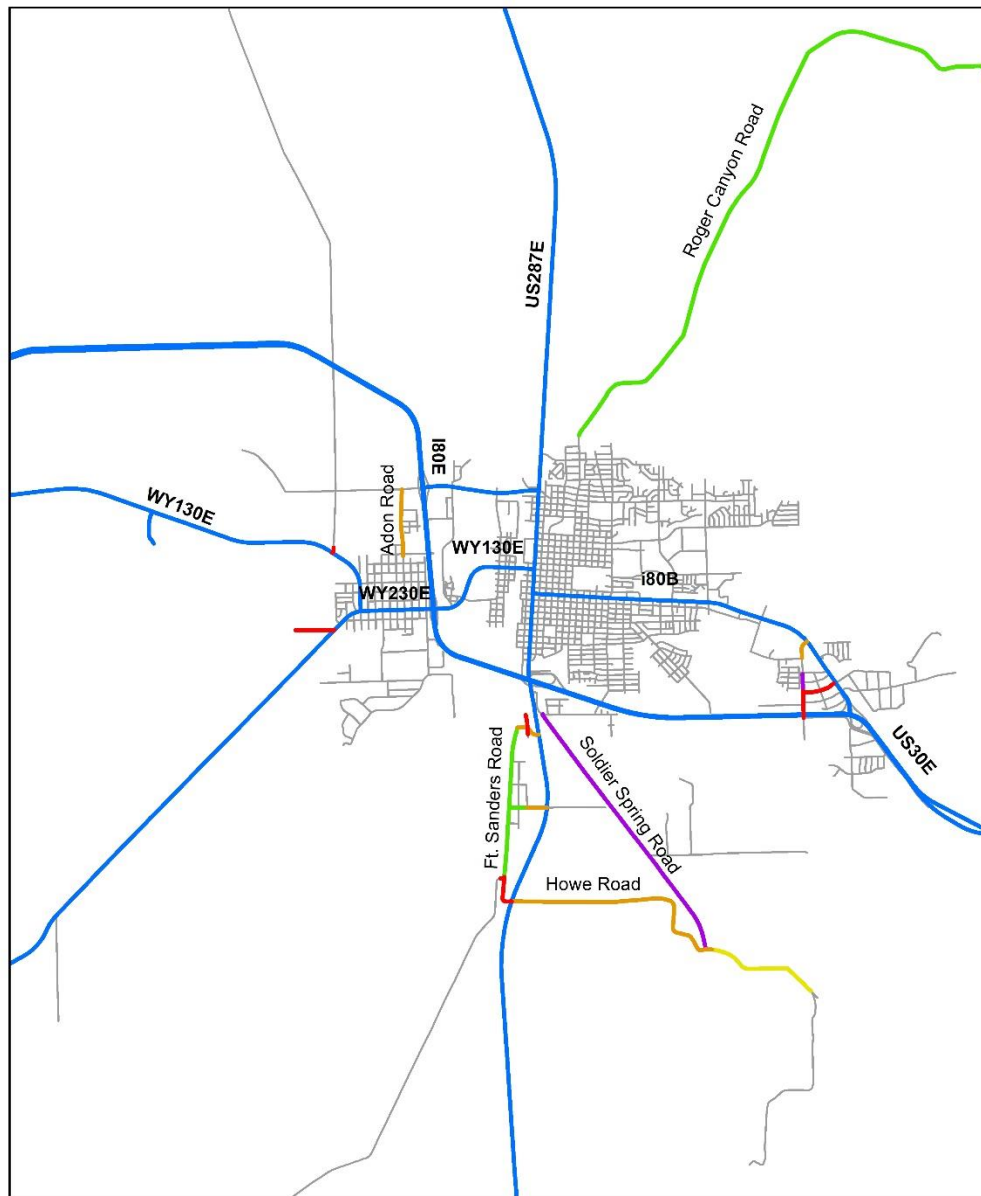 Roger Canyon Road
US287E
I80E
WY130E
Adon Road
WY130E
WY230E
i80B
US30E
Soldier Spring Road
Ft. Sanders Road
Howe Road